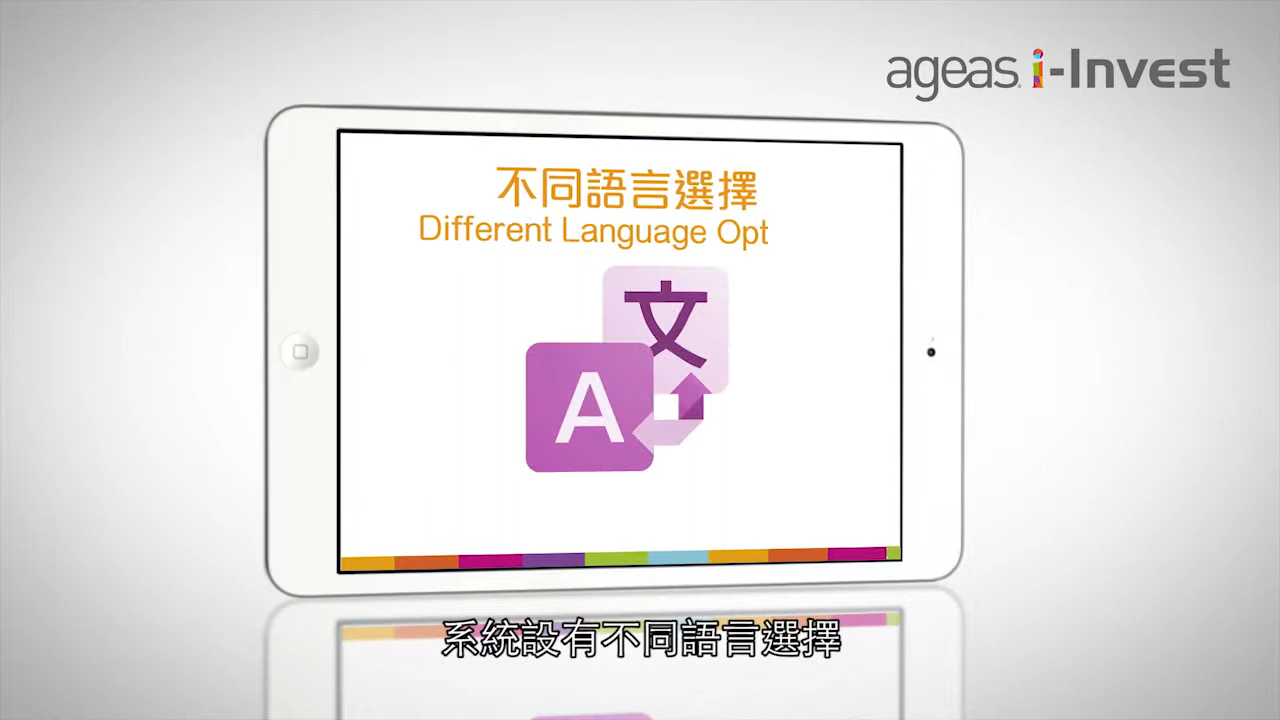 ageas i-Invest
不同語言選擇
Different Language Opt
文
A
系統設有不同語言選擇